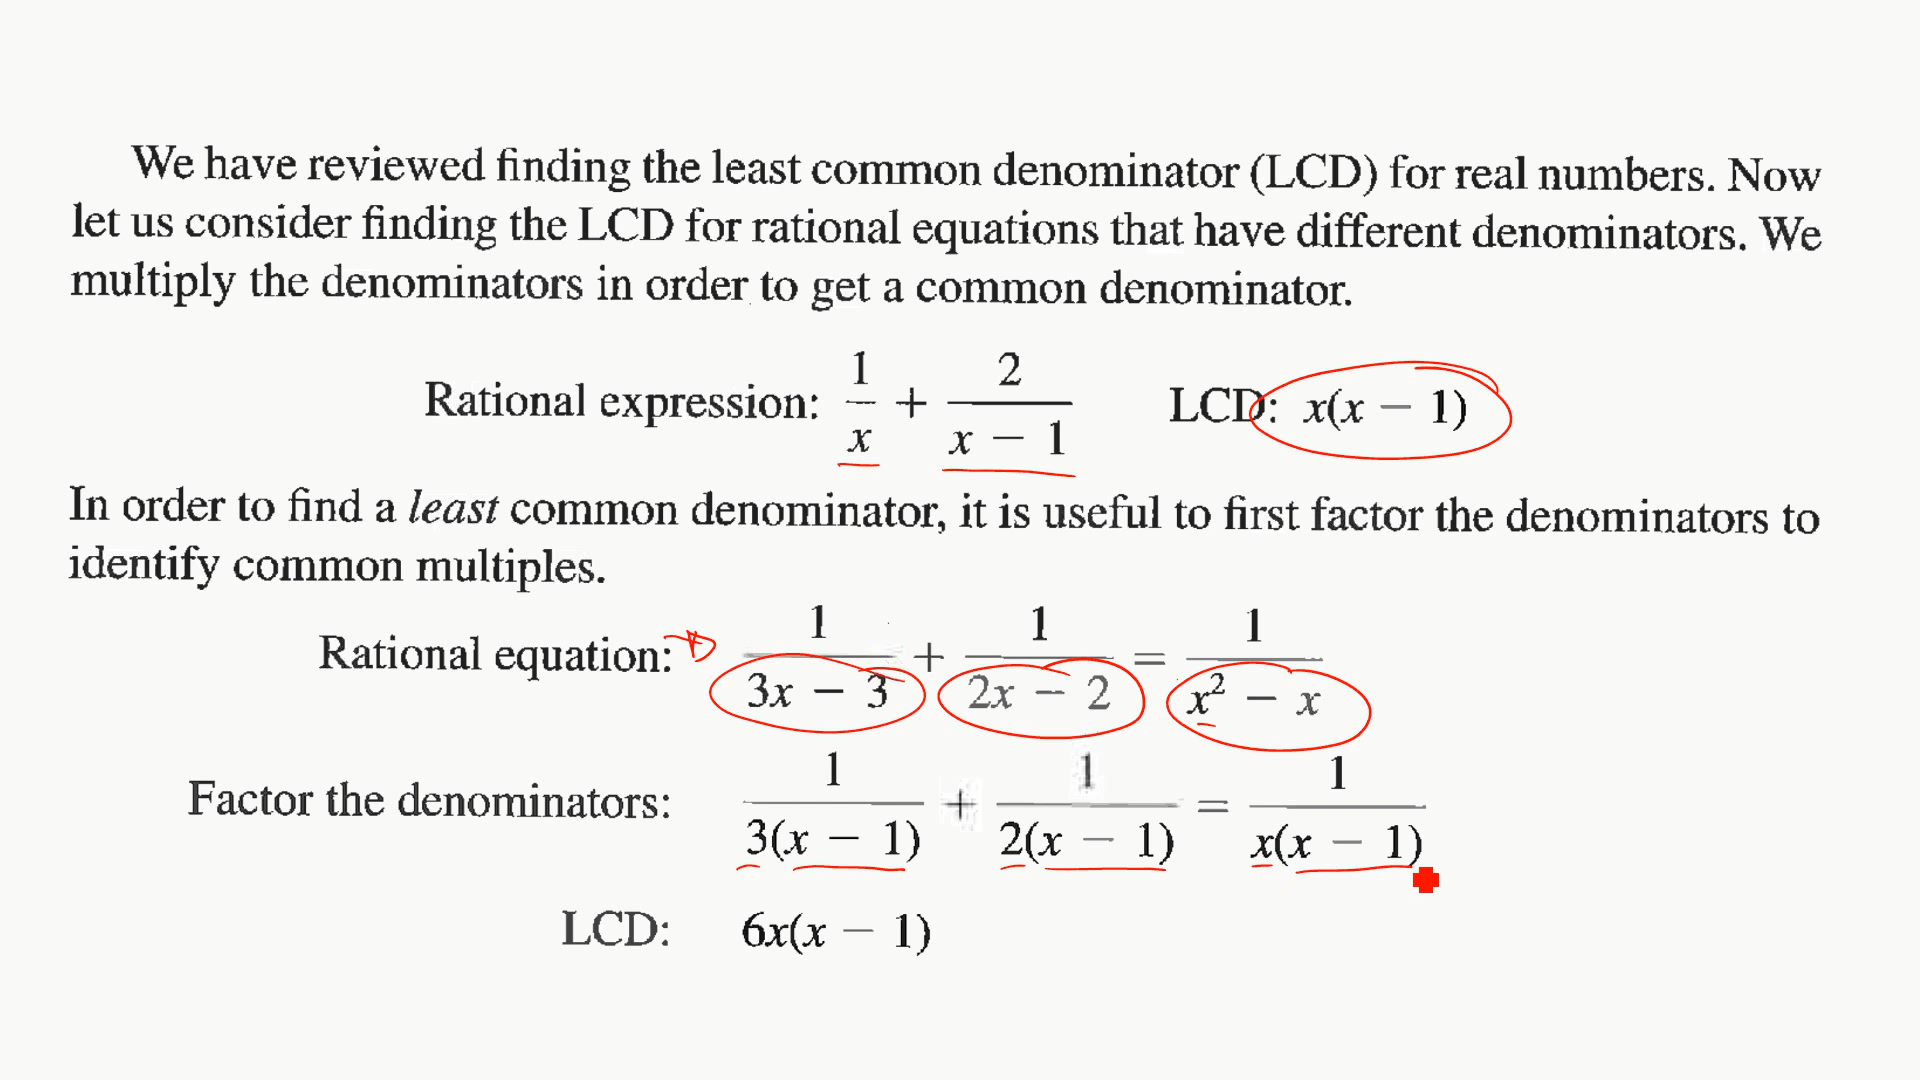 We have reviewed finding the least common denominator (LCD) for real numbers. Now
let us consider finding the LCD for rational equations that have different denominators. We
multiply the denominators in order to get a common denominator.
Rational expression: 1/x + 2/(x − 1) LCD: x(x − 1)
In order to find a least common denominator, it is useful to first factor the denominators to
identify common multiples.
Rational equation: 1/(3x − 3) + 1/(2x − 2) = 1/(x² − x)
Factor the denominators: 1/(3(x − 1)) + 1/(2(x − 1)) = 1/(x(x − 1))
LCD: 6x(x − 1)